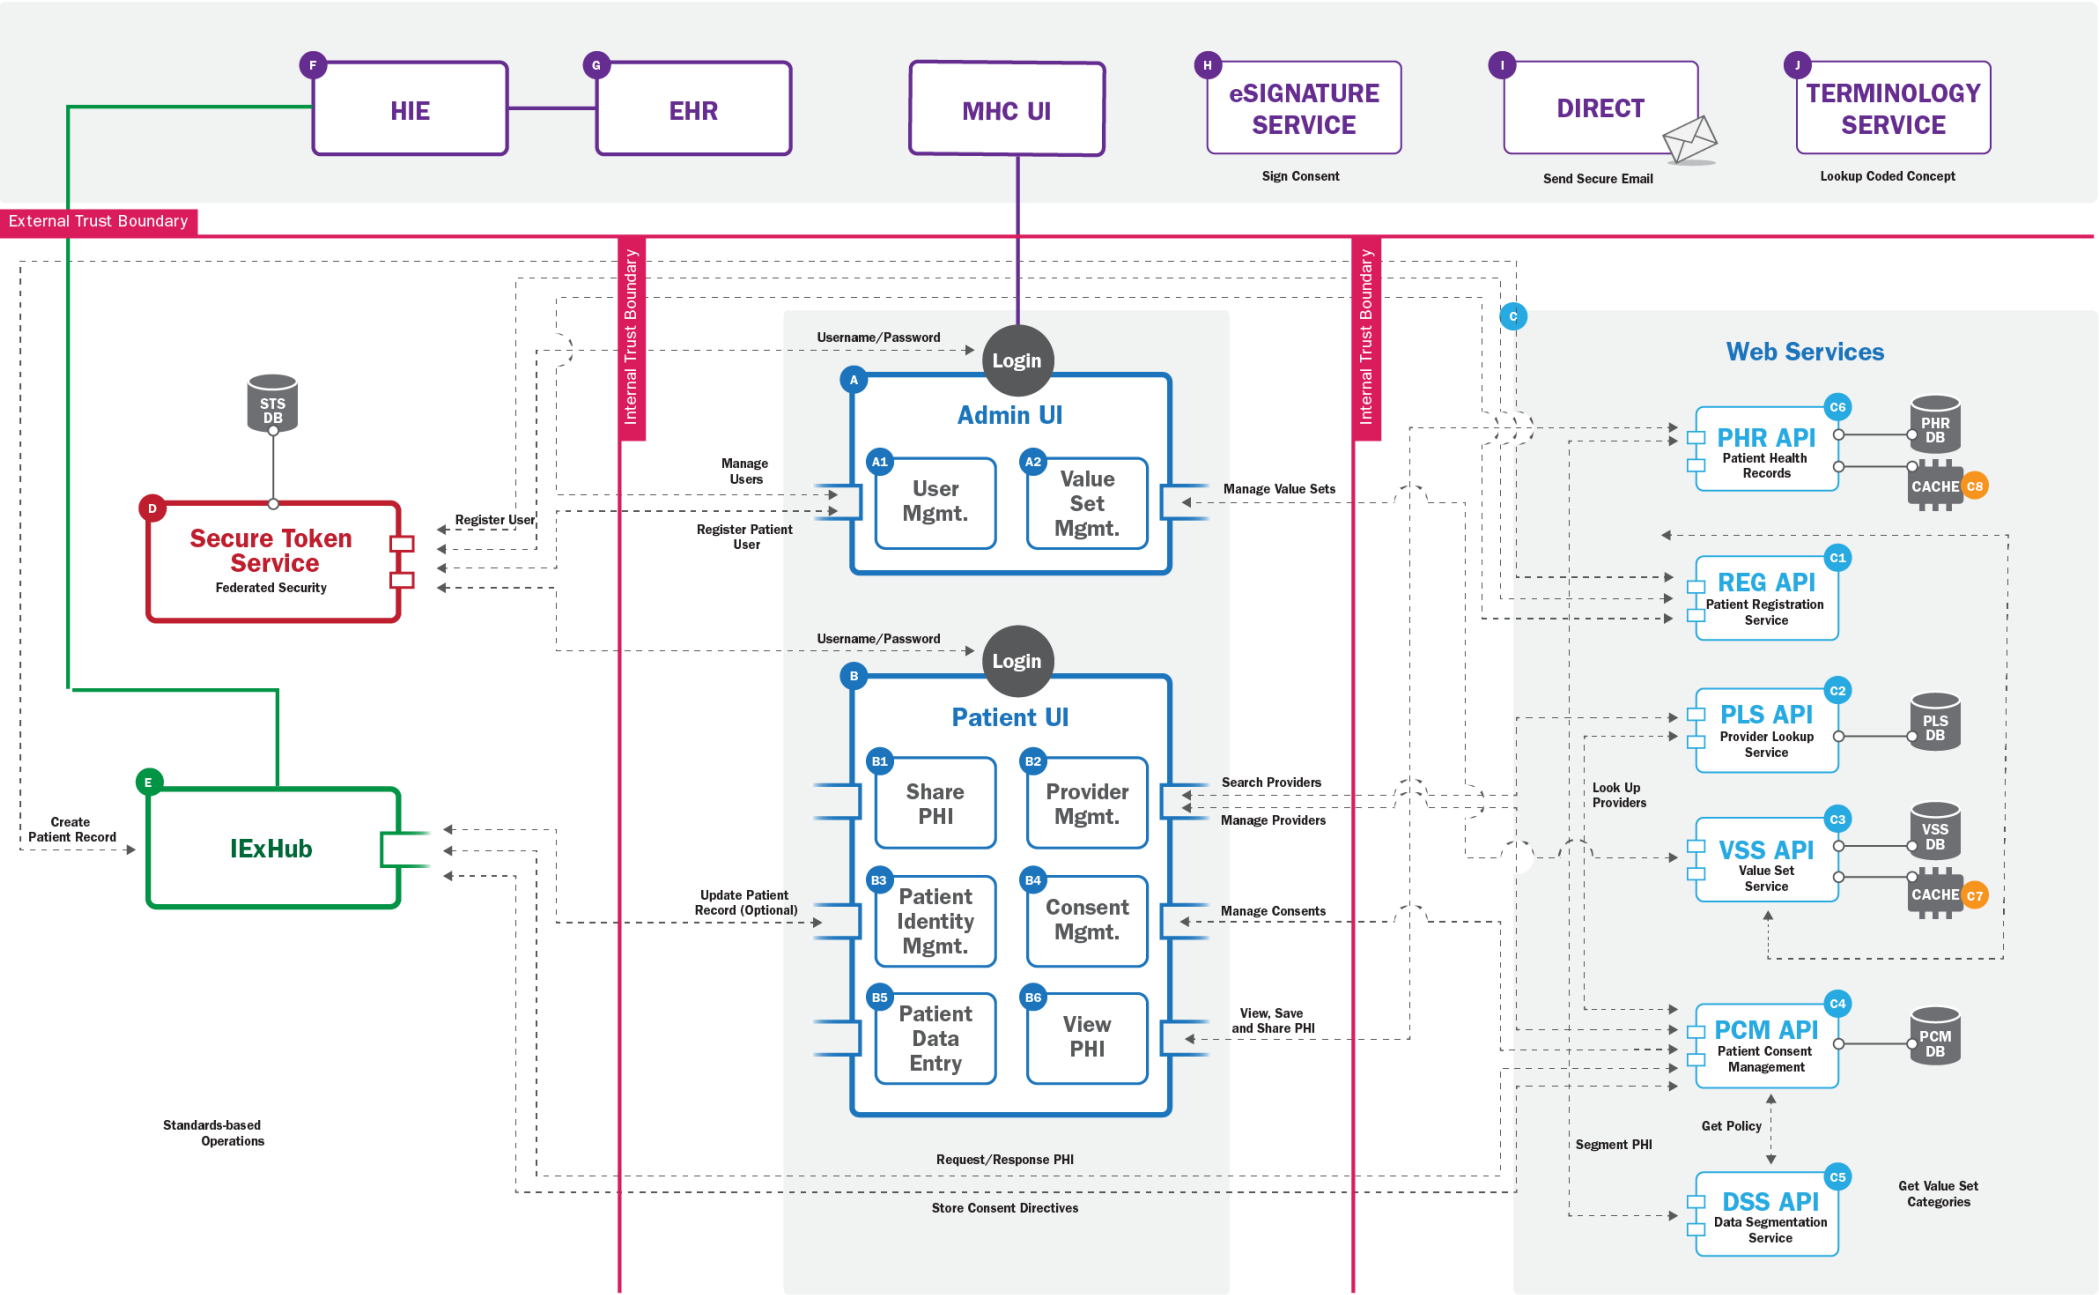 F
HIE
G
EHR
MHC UI
H
eSIGNATURE
SERVICE
Sign Consent
I
DIRECT
Send Secure Email
J
TERMINOLOGY
SERVICE
Lookup Coded Concept
External Trust Boundary
Internal Trust Boundary
Internal Trust Boundary
STS
DB
D
Secure Token
Service
Federated Security
Register User
Create
Patient Record
E
IExHub
Standards-based
Operations
Username/Password
Login
A
Admin UI
A1
User
Mgmt.
A2
Value
Set
Mgmt.
Manage
Users
Register Patient
User
Manage Value Sets
Username/Password
Login
B
Patient UI
B1
Share
PHI
B2
Provider
Mgmt.
B3
Patient
Identity
Mgmt.
B4
Consent
Mgmt.
B5
Patient
Data
Entry
B6
View
PHI
Update Patient
Record (Optional)
Search Providers
Manage Providers
Manage Consents
View, Save
and Share PHI
Request/Response PHI
Store Consent Directives
C
Web Services
C6
PHR API
Patient Health
Records
PHR
DB
CACHE
C8
C1
REG API
Patient Registration
Service
C2
PLS API
Provider Lookup
Service
PLS
DB
Look Up
Providers
C3
VSS API
Value Set
Service
VSS
DB
CACHE
C7
C4
PCM API
Patient Consent
Management
PCM
DB
Get Policy
Segment PHI
C5
DSS API
Data Segmentation
Service
Get Value Set
Categories